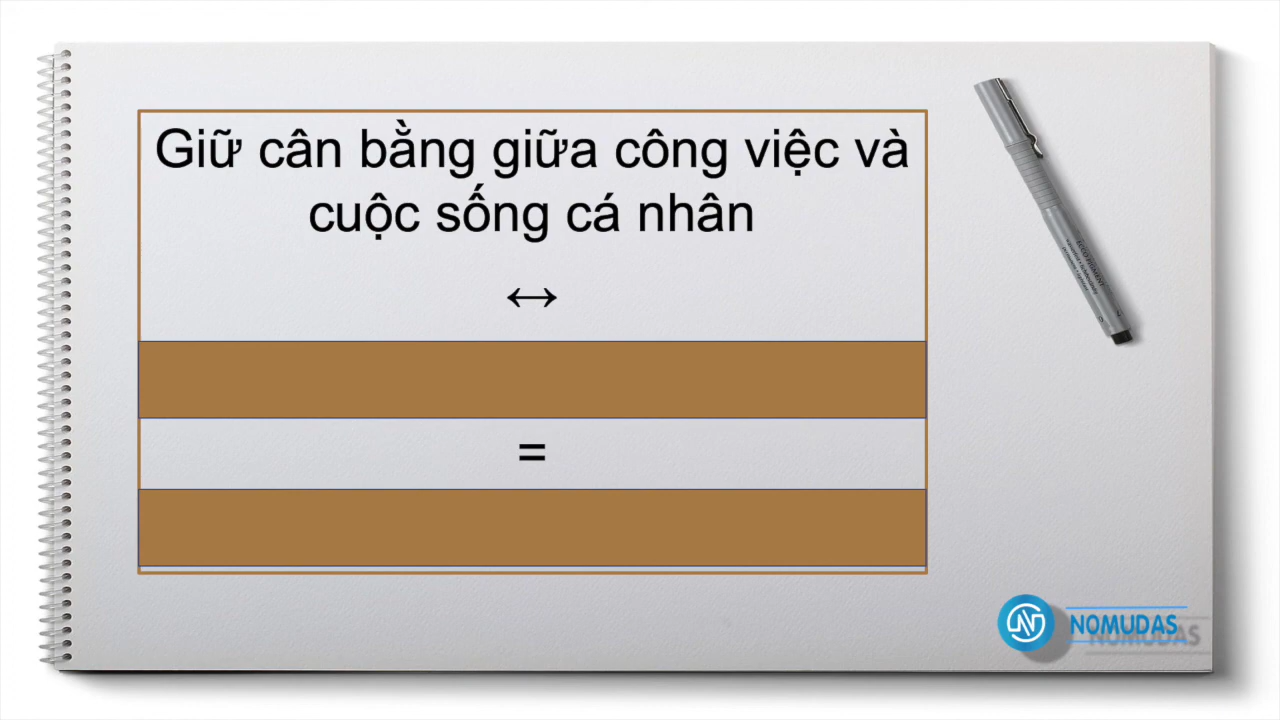 Giữ cân bằng giữa công việc và
cuộc sống cá nhân
↔
=
NOMUDAS